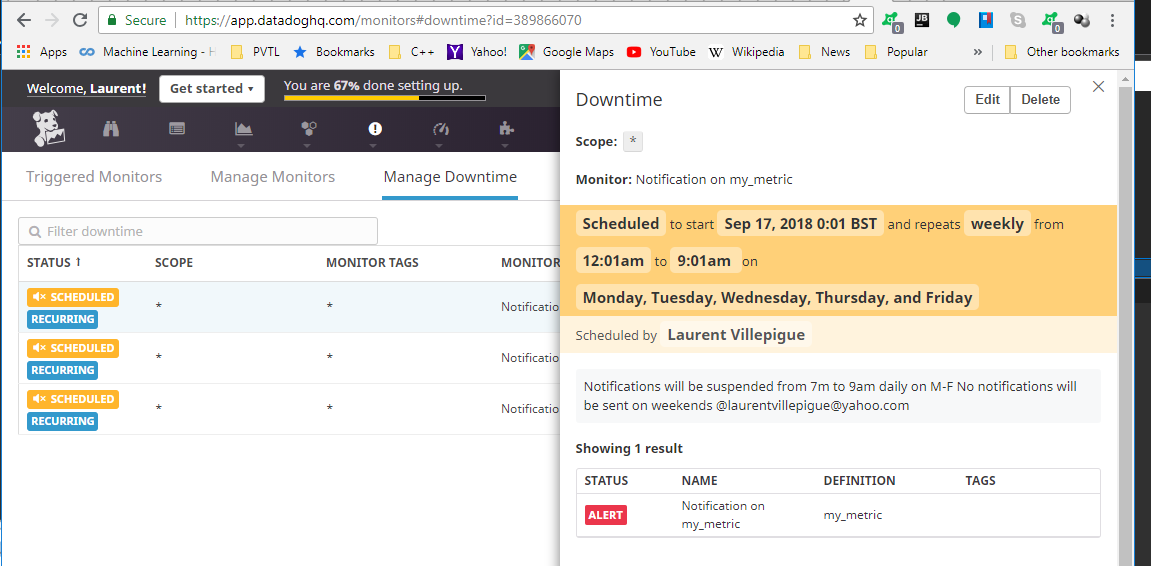 Secure https://app.datadoghq.com/monitors#downtime?id=389866070
0
JB
0
Apps Machine Learning - H PVTL Bookmarks C++ Yahoo! Google Maps YouTube Wikipedia News Popular » Other bookmarks
Welcome, Laurent! Get started You are 67% done setting up.
Triggered Monitors Manage Monitors Manage Downtime
Filter downtime
STATUS ↑ SCOPE MONITOR TAGS MONITOR
SCHEDULED
RECURRING
* * Notificatio
SCHEDULED
RECURRING
* * Notificatio
SCHEDULED
RECURRING
* * Notificatio
Downtime Edit Delete
Scope: *
Monitor: Notification on my_metric
Scheduled to start Sep 17, 2018 0:01 BST and repeats weekly from
12:01am to 9:01am on
Monday, Tuesday, Wednesday, Thursday, and Friday
Scheduled by Laurent Villepigue
Notifications will be suspended from 7m to 9am daily on M-F No notifications will
be sent on weekends @laurentvillepigue@yahoo.com
Showing 1 result
STATUS NAME DEFINITION TAGS
ALERT Notification on my_metric
my_metric